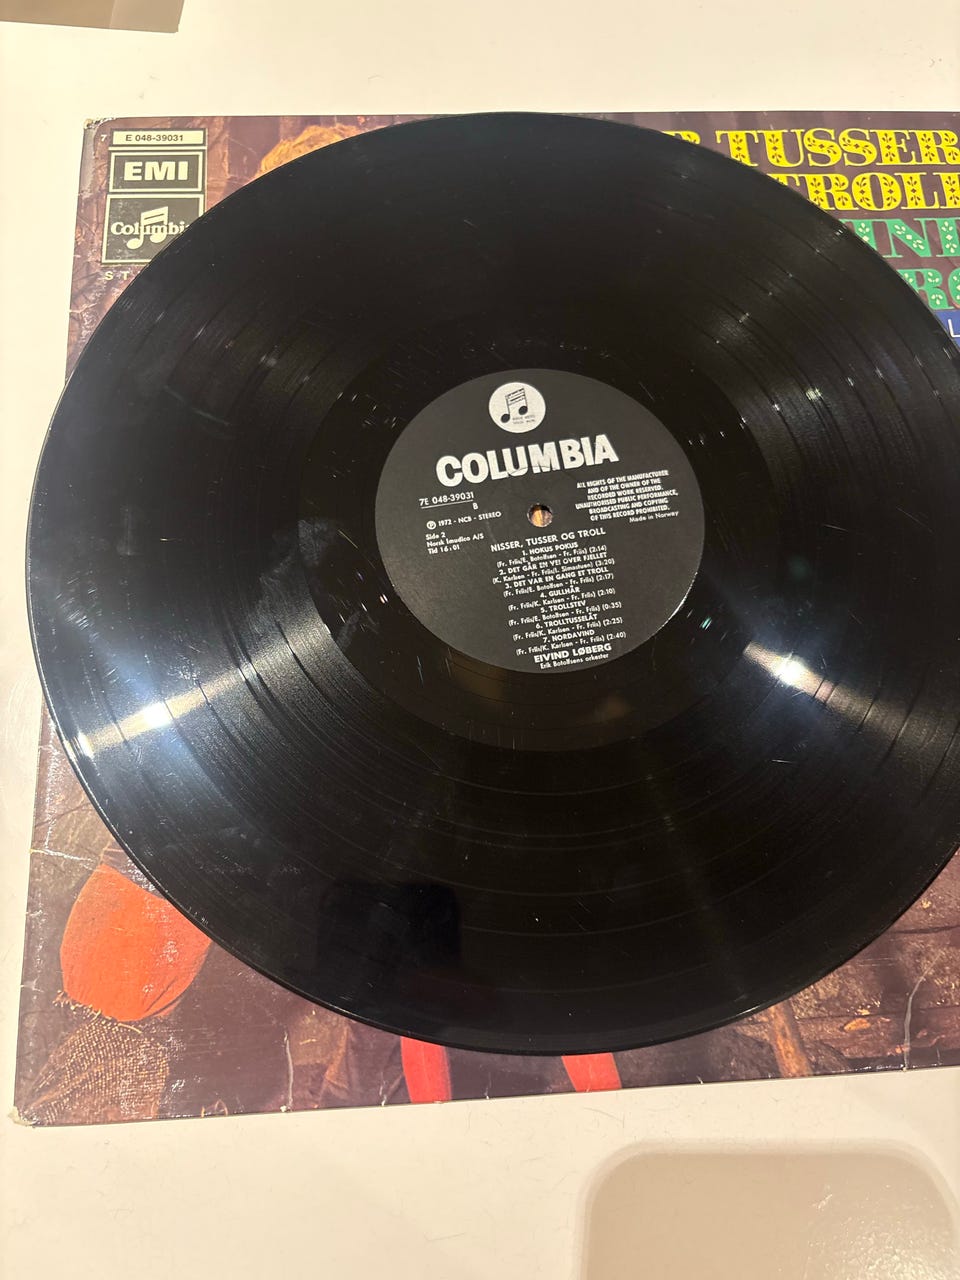 7 E 048-39031
EMI
Columbia
ST
R TUSSER
TROLL
INE
RO
L
COLUMBIA
7E 048-39031
B
℗ 1972 - NCB - STEREO
Side 2
Norsk Imudico A/S
Tid 16:01
ALL RIGHTS OF THE MANUFACTURER
AND OF THE OWNER OF THE
RECORDED WORK RESERVED.
UNAUTHORISED PUBLIC PERFORMANCE,
BROADCASTING AND COPYING
OF THIS RECORD PROHIBITED.
Made in Norway
NISSER, TUSSER OG TROLL
1. HOKUS POKUS
(Fr. Friis/E. Botolfsen - Fr. Friis) (2:14)
2. DET GÅR EN VEI OVER FJELLET
(K. Karlsen - Fr. Friis/I. Simastuen) (3:20)
3. DET VAR EN GANG ET TROLL
(Fr. Friis/E. Botolfsen - Fr. Friis) (2:17)
4. GULLHÅR
(Fr. Friis/K. Karlsen - Fr. Friis) (2:10)
5. TROLLSTEV
(Fr. Friis/E. Botolfsen - Fr. Friis) (0:35)
6. TROLLTUSSELÅT
(Fr. Friis/K. Karlsen - Fr. Friis) (2:25)
7. NORDAVIND
(Fr. Friis/K. Karlsen - Fr. Friis) (2:40)
EIVIND LØBERG
Erik Botolfsens orkester